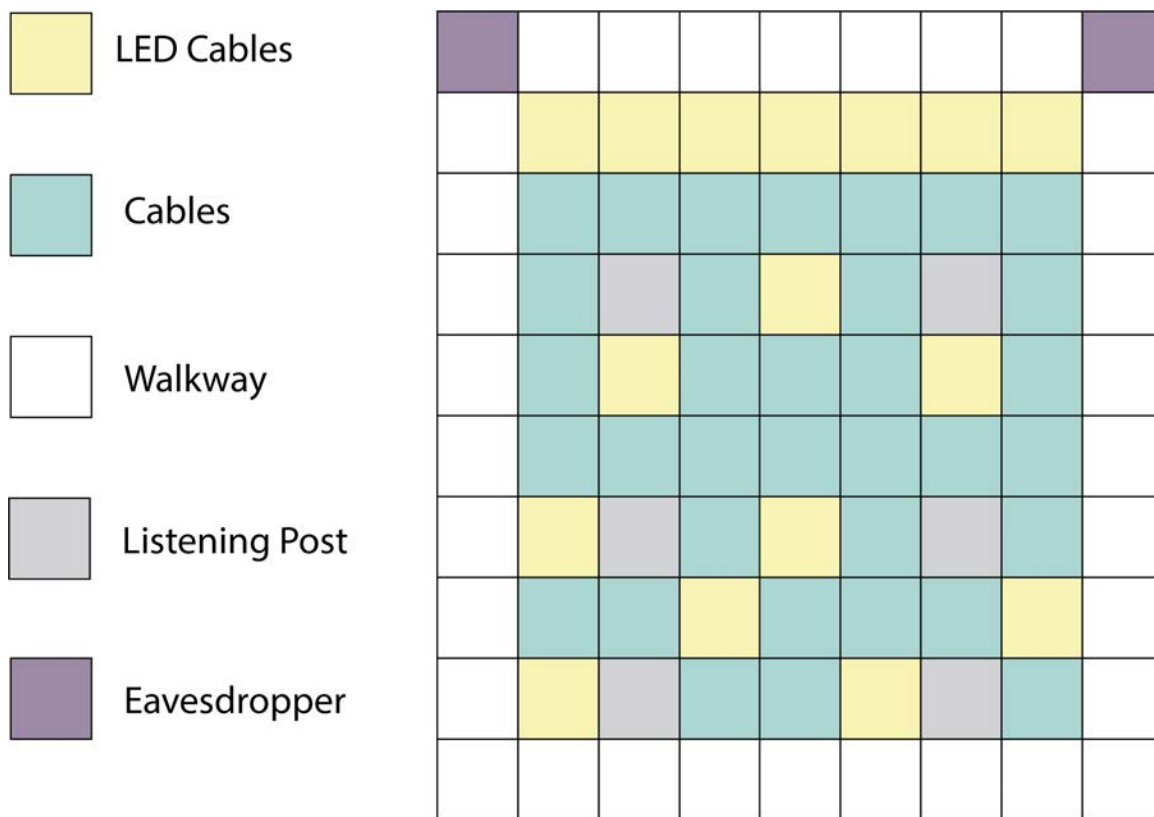 LED Cables
Cables
Walkway
Listening Post
Eavesdropper